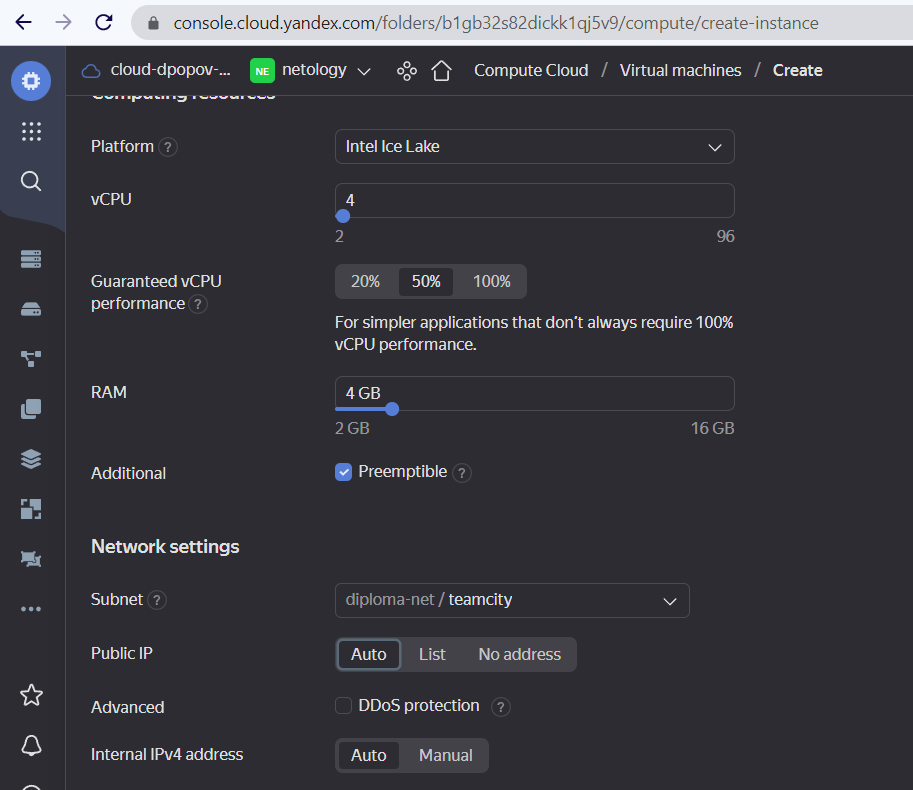 console.cloud.yandex.com/folders/b1gb32s82dickk1qj5v9/compute/create-instance
cloud-dpopov-... NE netology Compute Cloud / Virtual machines / Create
Computing resources
Platform ? Intel Ice Lake
vCPU 4
2 96
Guaranteed vCPU performance ? 20% 50% 100%
For simpler applications that don't always require 100%
vCPU performance.
RAM 4 GB
2 GB 16 GB
Additional Preemptible ?
Network settings
Subnet ? diploma-net / teamcity
Public IP Auto List No address
Advanced DDoS protection ?
Internal IPv4 address Auto Manual